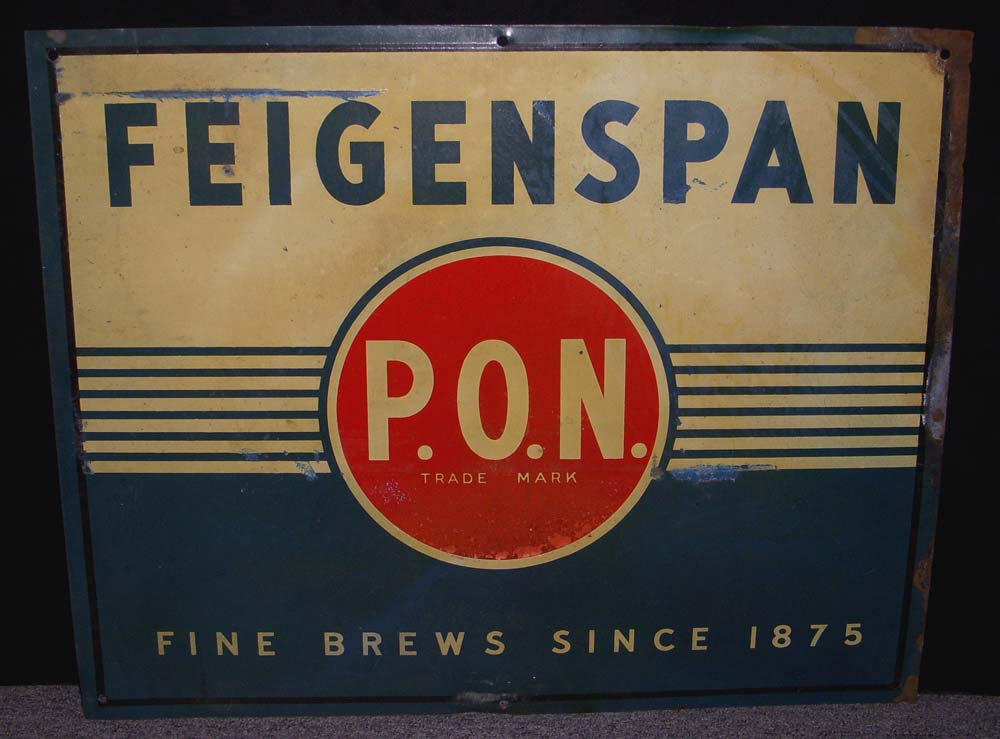 FEIGENSPAN
P.O.N.
TRADE MARK
FINE BREWS SINCE 1875